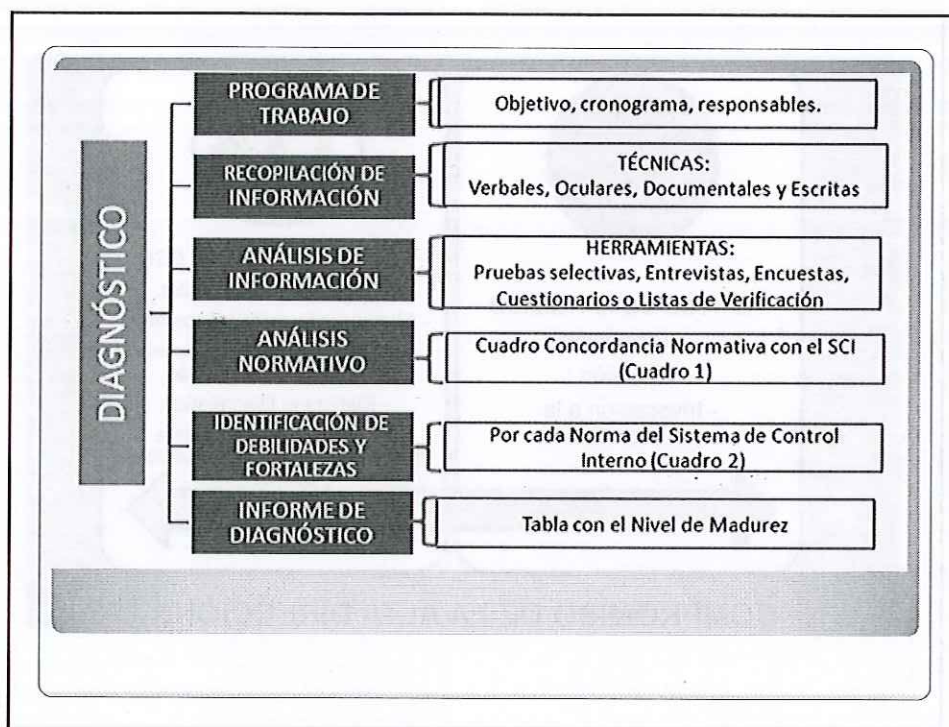 DIAGNÓSTICO
PROGRAMA DE
TRABAJO
Objetivo, cronograma, responsables.
RECOPILACIÓN DE
INFORMACIÓN
TÉCNICAS:
Verbales, Oculares, Documentales y Escritas
ANÁLISIS DE
INFORMACIÓN
HERRAMIENTAS:
Pruebas selectivas, Entrevistas, Encuestas,
Cuestionarios o Listas de Verificación
ANÁLISIS
NORMATIVO
Cuadro Concordancia Normativa con el SCI
(Cuadro 1)
IDENTIFICACIÓN DE
DEBILIDADES Y
FORTALEZAS
Por cada Norma del Sistema de Control
Interno (Cuadro 2)
INFORME DE
DIAGNÓSTICO
Tabla con el Nivel de Madurez